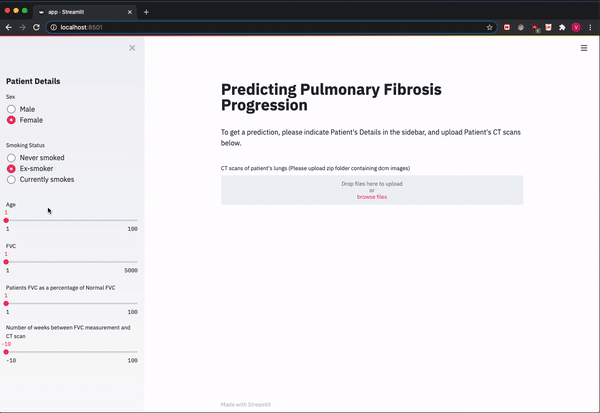 app · Streamlit
localhost:8501
Patient Details
Sex
Male
Female
Smoking Status
Never smoked
Ex-smoker
Currently smokes
Age
1
1 100
FVC
1
1 5000
Patients FVC as a percentage of Normal FVC
1
1 100
Number of weeks between FVC measurement and
CT scan
-10
-10 100
Predicting Pulmonary Fibrosis
Progression
To get a prediction, please indicate Patient's Details in the sidebar, and upload Patient's CT scans
below.
CT scans of patient's lungs (Please upload zip folder containing dcm images)
Drop files here to upload
or
browse files
Made with Streamlit